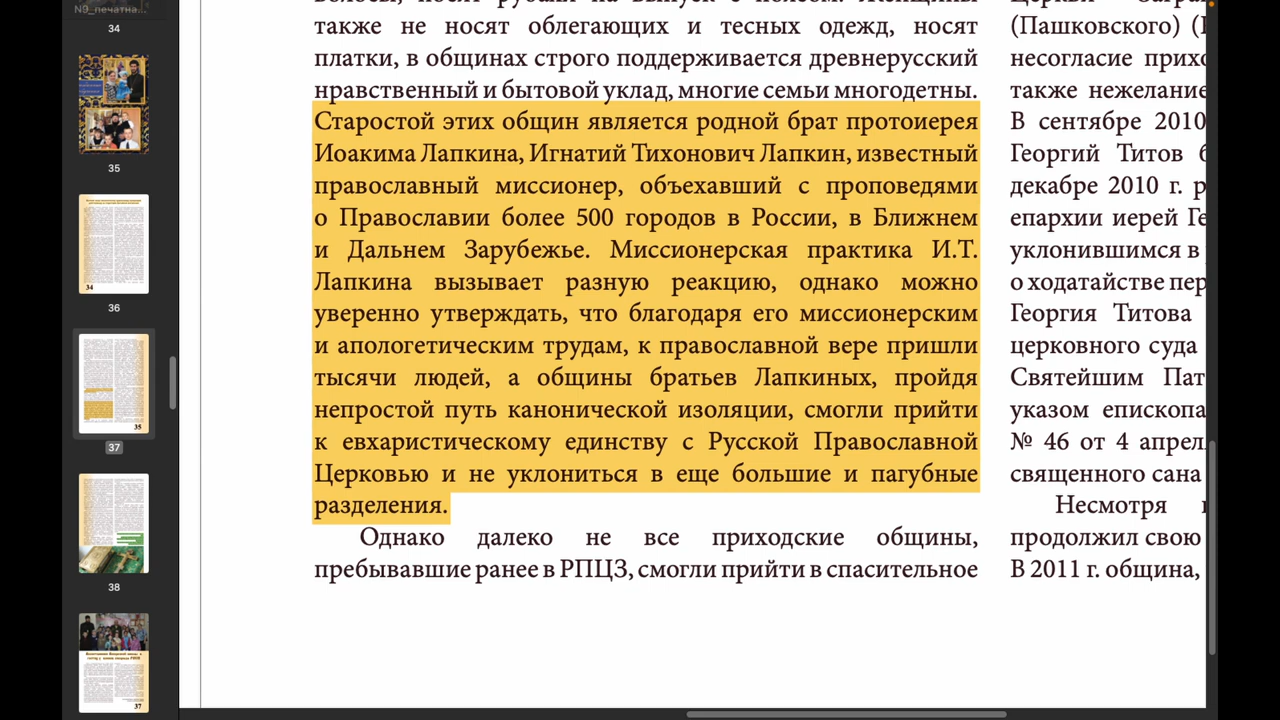 N9_печатна...
34
35
36
37
38
34
35
37
также не носят облегающих и тесных одежд, носят
платки, в общинах строго поддерживается древнерусский
нравственный и бытовой уклад, многие семьи многодетны.
Старостой этих общин является родной брат протоиерея
Иоакима Лапкина, Игнатий Тихонович Лапкин, известный
православный миссионер, объехавший с проповедями
о Православии более 500 городов в России, в Ближнем
и Дальнем Зарубежье. Миссионерская практика И.Т.
Лапкина вызывает разную реакцию, однако можно
уверенно утверждать, что благодаря его миссионерским
и апологетическим трудам, к православной вере пришли
тысячи людей, а общины братьев Лапкиных, пройдя
непростой путь канонической изоляции, смогли прийти
к евхаристическому единству с Русской Православной
Церковью и не уклониться в еще большие и пагубные
разделения.
Однако далеко не все приходские общины,
пребывавшие ранее в РПЦЗ, смогли прийти в спасительное
(Пашковского)
несогласие прихо
также нежелание
В сентябре 2010
Георгий Титов б
декабре 2010 г. р
епархии иерей Ге
уклонившимся в
о ходатайстве пер
Георгия Титова
церковного суда
Святейшим Пат
указом епископа
№ 46 от 4 апрел
священного сана
Несмотря
продолжил свою
В 2011 г. община,